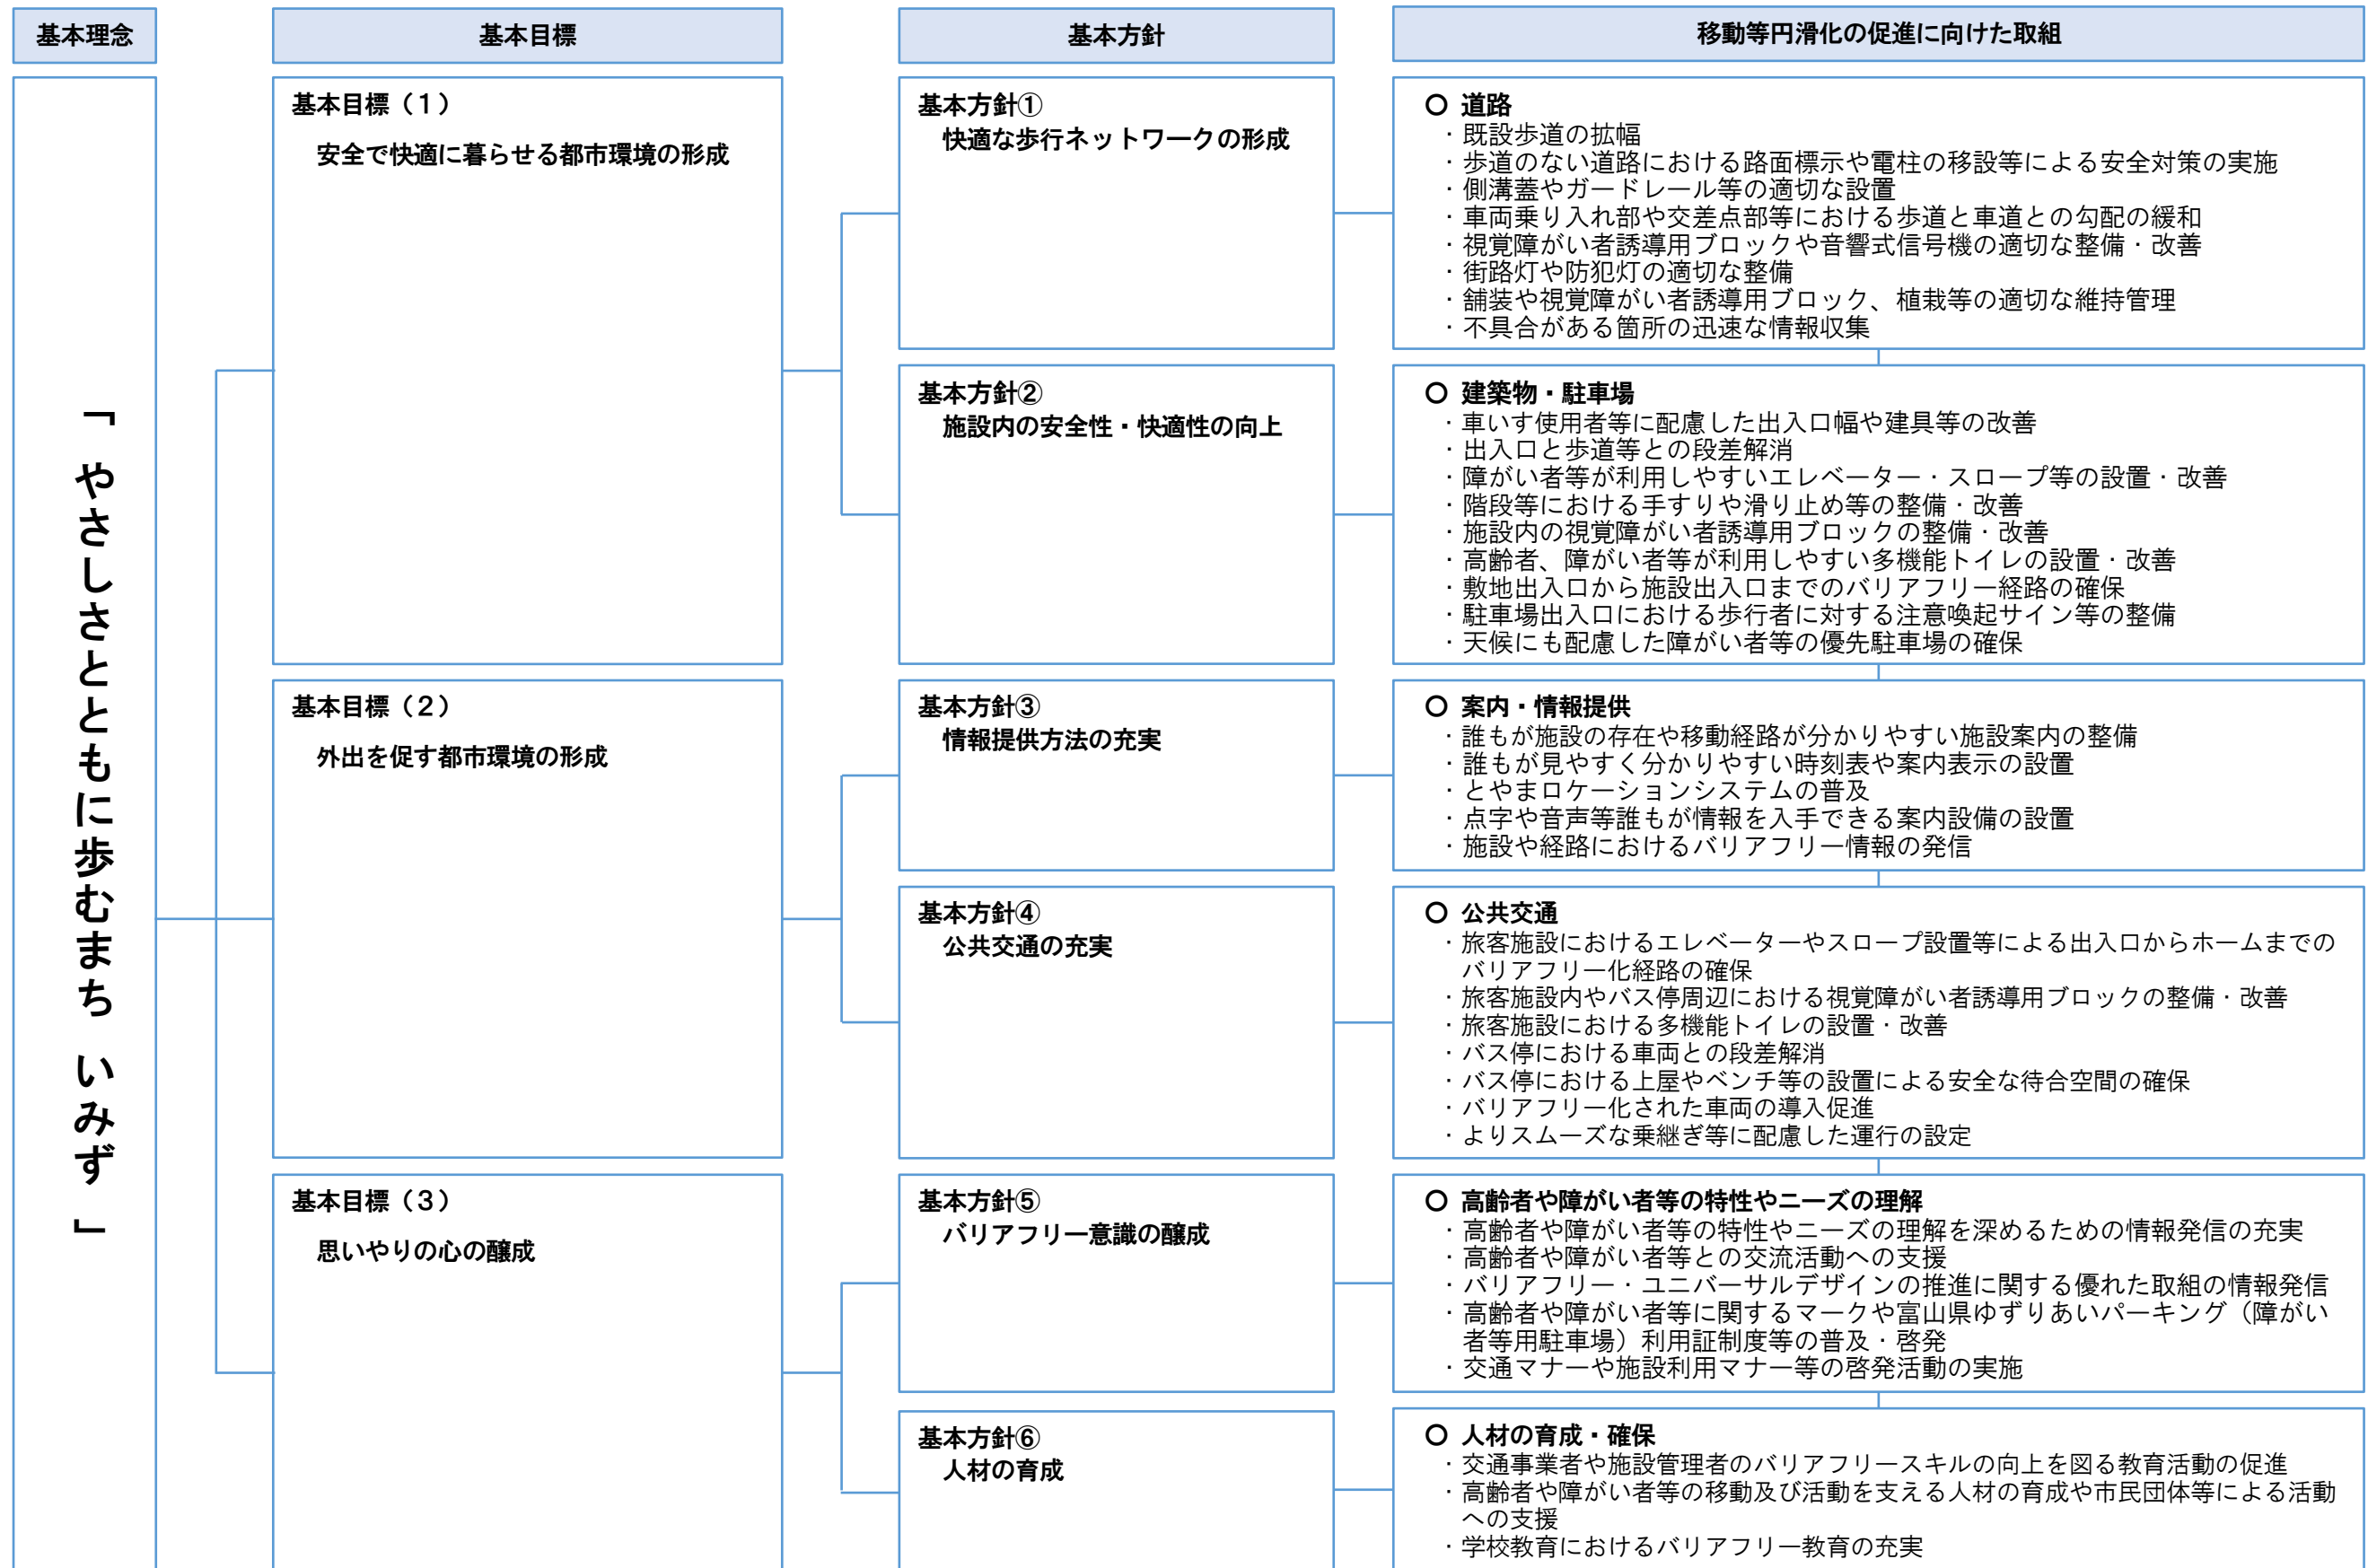 基本理念
基本目標
基本方針
移動等円滑化の促進に向けた取組
「 やさしさとともに歩むまち いみず 」
基本目標（１）
安全で快適に暮らせる都市環境の形成
基本方針①
快適な歩行ネットワークの形成
○ 道路
・既設歩道の拡幅
・歩道のない道路における路面標示や電柱の移設等による安全対策の実施
・側溝蓋やガードレール等の適切な設置
・車両乗り入れ部や交差点部等における歩道と車道との勾配の緩和
・視覚障がい者誘導用ブロックや音響式信号機の適切な整備・改善
・街路灯や防犯灯の適切な整備
・舗装や視覚障がい者誘導用ブロック、植栽等の適切な維持管理
・不具合がある箇所の迅速な情報収集
基本方針②
施設内の安全性・快適性の向上
○ 建築物・駐車場
・車いす使用者等に配慮した出入口幅や建具等の改善
・出入口と歩道等との段差解消
・障がい者等が利用しやすいエレベーター・スロープ等の設置・改善
・階段等における手すりや滑り止め等の整備・改善
・施設内の視覚障がい者誘導用ブロックの整備・改善
・高齢者、障がい者等が利用しやすい多機能トイレの設置・改善
・敷地出入口から施設出入口までのバリアフリー経路の確保
・駐車場出入口における歩行者に対する注意喚起サイン等の整備
・天候にも配慮した障がい者等の優先駐車場の確保
基本目標（２）
外出を促す都市環境の形成
基本方針③
情報提供方法の充実
○ 案内・情報提供
・誰もが施設の存在や移動経路が分かりやすい施設案内の整備
・誰もが見やすく分かりやすい時刻表や案内表示の設置
・とやまロケーションシステムの普及
・点字や音声等誰もが情報を入手できる案内設備の設置
・施設や経路におけるバリアフリー情報の発信
基本方針④
公共交通の充実
○ 公共交通
・旅客施設におけるエレベーターやスロープ設置等による出入口からホームまでの
バリアフリー化経路の確保
・旅客施設内やバス停周辺における視覚障がい者誘導用ブロックの整備・改善
・旅客施設における多機能トイレの設置・改善
・バス停における車両との段差解消
・バス停における上屋やベンチ等の設置による安全な待合空間の確保
・バリアフリー化された車両の導入促進
・よりスムーズな乗継ぎ等に配慮した運行の設定
基本目標（３）
思いやりの心の醸成
基本方針⑤
バリアフリー意識の醸成
○ 高齢者や障がい者等の特性やニーズの理解
・高齢者や障がい者等の特性やニーズの理解を深めるための情報発信の充実
・高齢者や障がい者等との交流活動への支援
・バリアフリー・ユニバーサルデザインの推進に関する優れた取組の情報発信
・高齢者や障がい者等に関するマークや富山県ゆずりあいパーキング（障がい
者等用駐車場）利用証制度等の普及・啓発
・交通マナーや施設利用マナー等の啓発活動の実施
基本方針⑥
人材の育成
○ 人材の育成・確保
・交通事業者や施設管理者のバリアフリースキルの向上を図る教育活動の促進
・高齢者や障がい者等の移動及び活動を支える人材の育成や市民団体等による活動
への支援
・学校教育におけるバリアフリー教育の充実